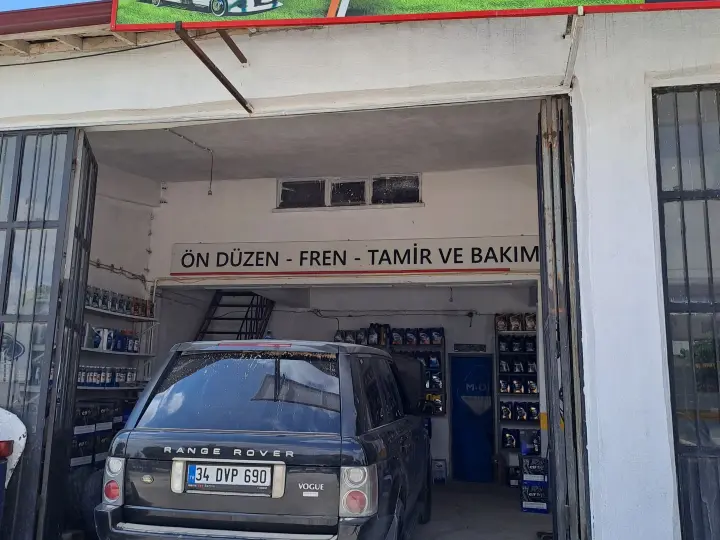 ÖN DÜZEN - FREN - TAMİR VE BAKIM
RANGE ROVER
34 DVP 690
VOGUE